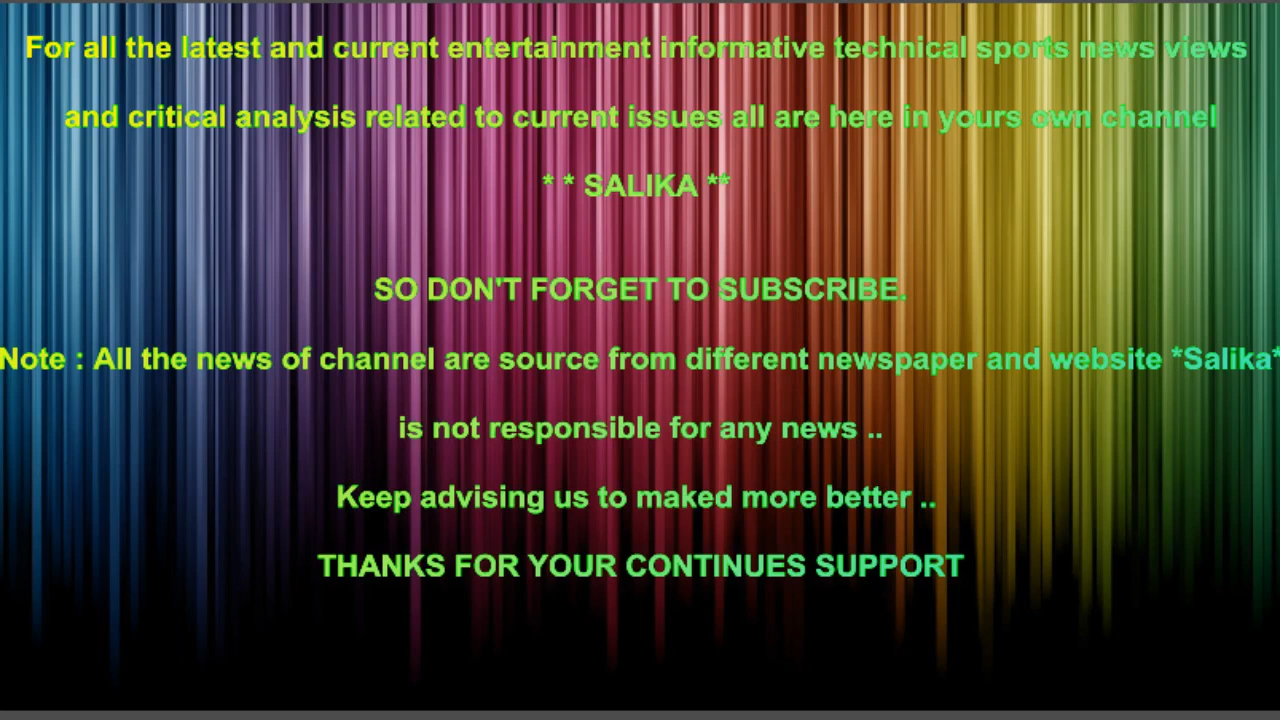 For all the latest and current entertainment informative technical sports news views
and critical analysis related to current issues all are here in yours own channel
* * SALIKA **
SO DON'T FORGET TO SUBSCRIBE.
Note : All the news of channel are source from different newspaper and website *Salika*
is not responsible for any news ..
Keep advising us to maked more better ..
THANKS FOR YOUR CONTINUES SUPPORT